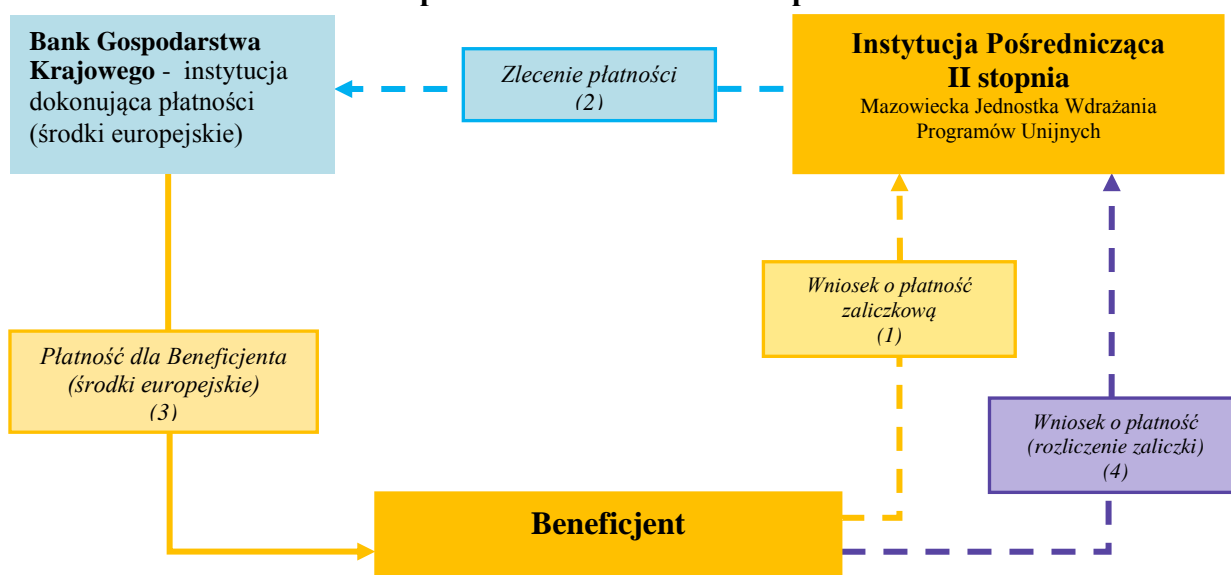 Bank Gospodarstwa
Krajowego - instytucja
dokonująca płatności
(środki europejskie)
Zlecenie płatności
(2)
Instytucja Pośrednicząca
II stopnia
Mazowiecka Jednostka Wdrażania
Programów Unijnych
Wniosek o płatność
zaliczkową
(1)
Płatność dla Beneficjenta
(środki europejskie)
(3)
Wniosek o płatność
(rozliczenie zaliczki)
(4)
Beneficjent